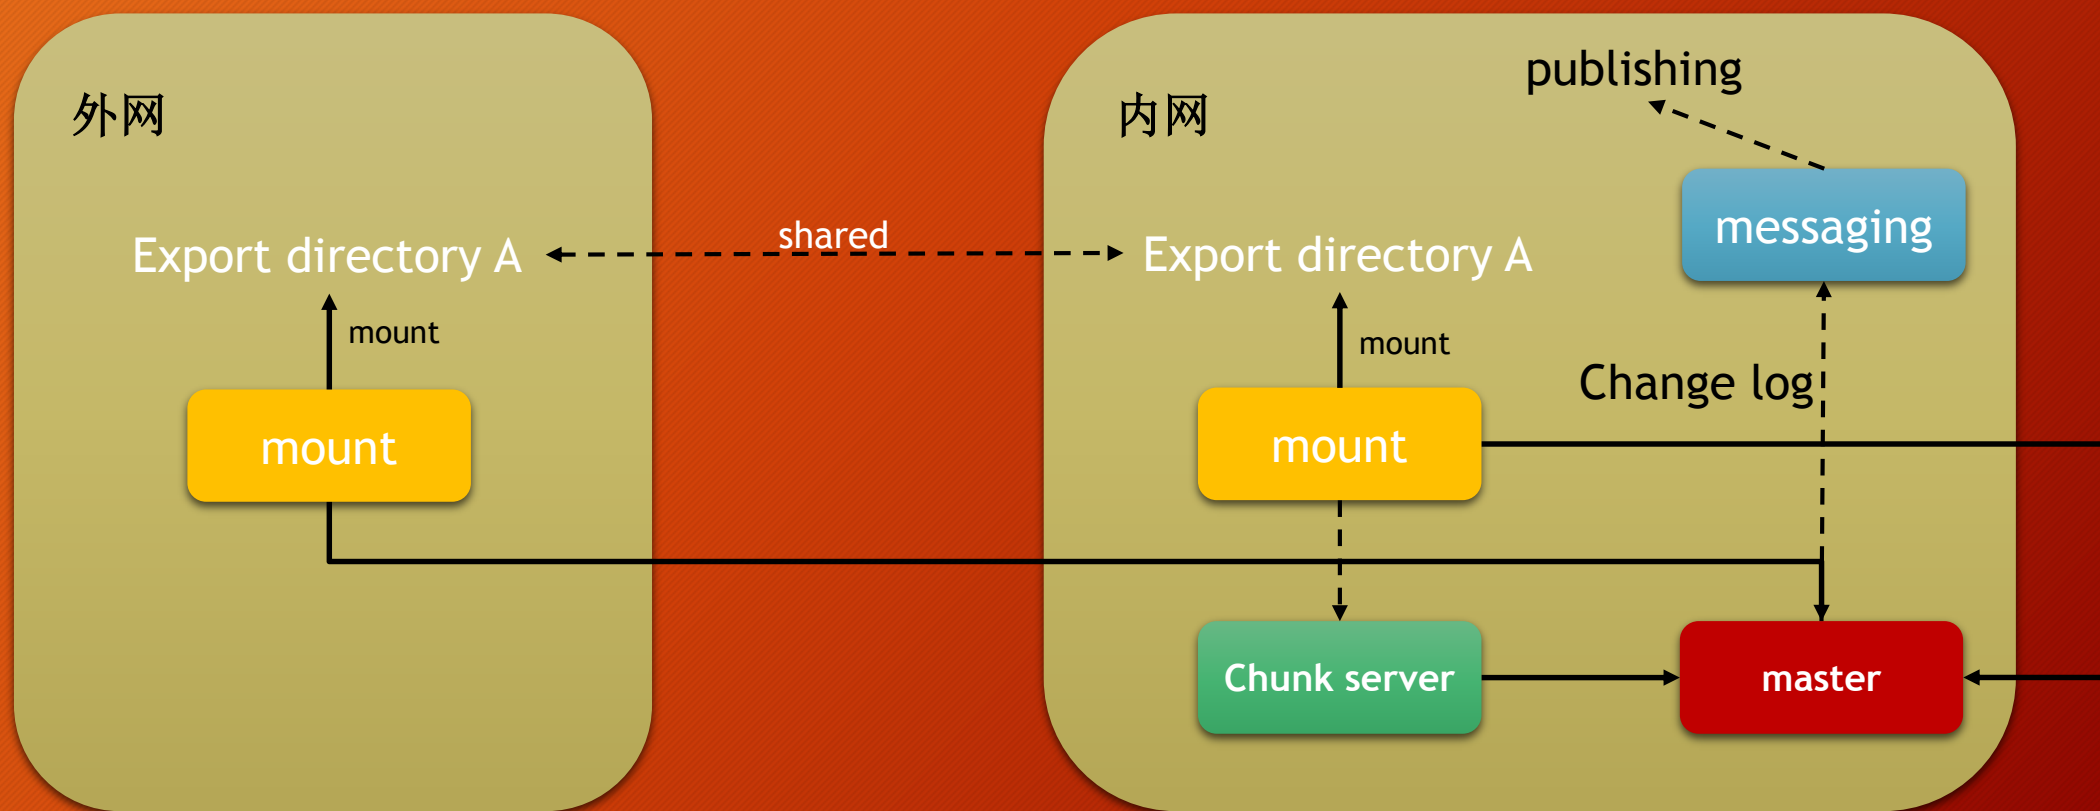 外网
Export directory A
mount
mount
shared
内网
publishing
messaging
Export directory A
mount
Change log
mount
Chunk server
master